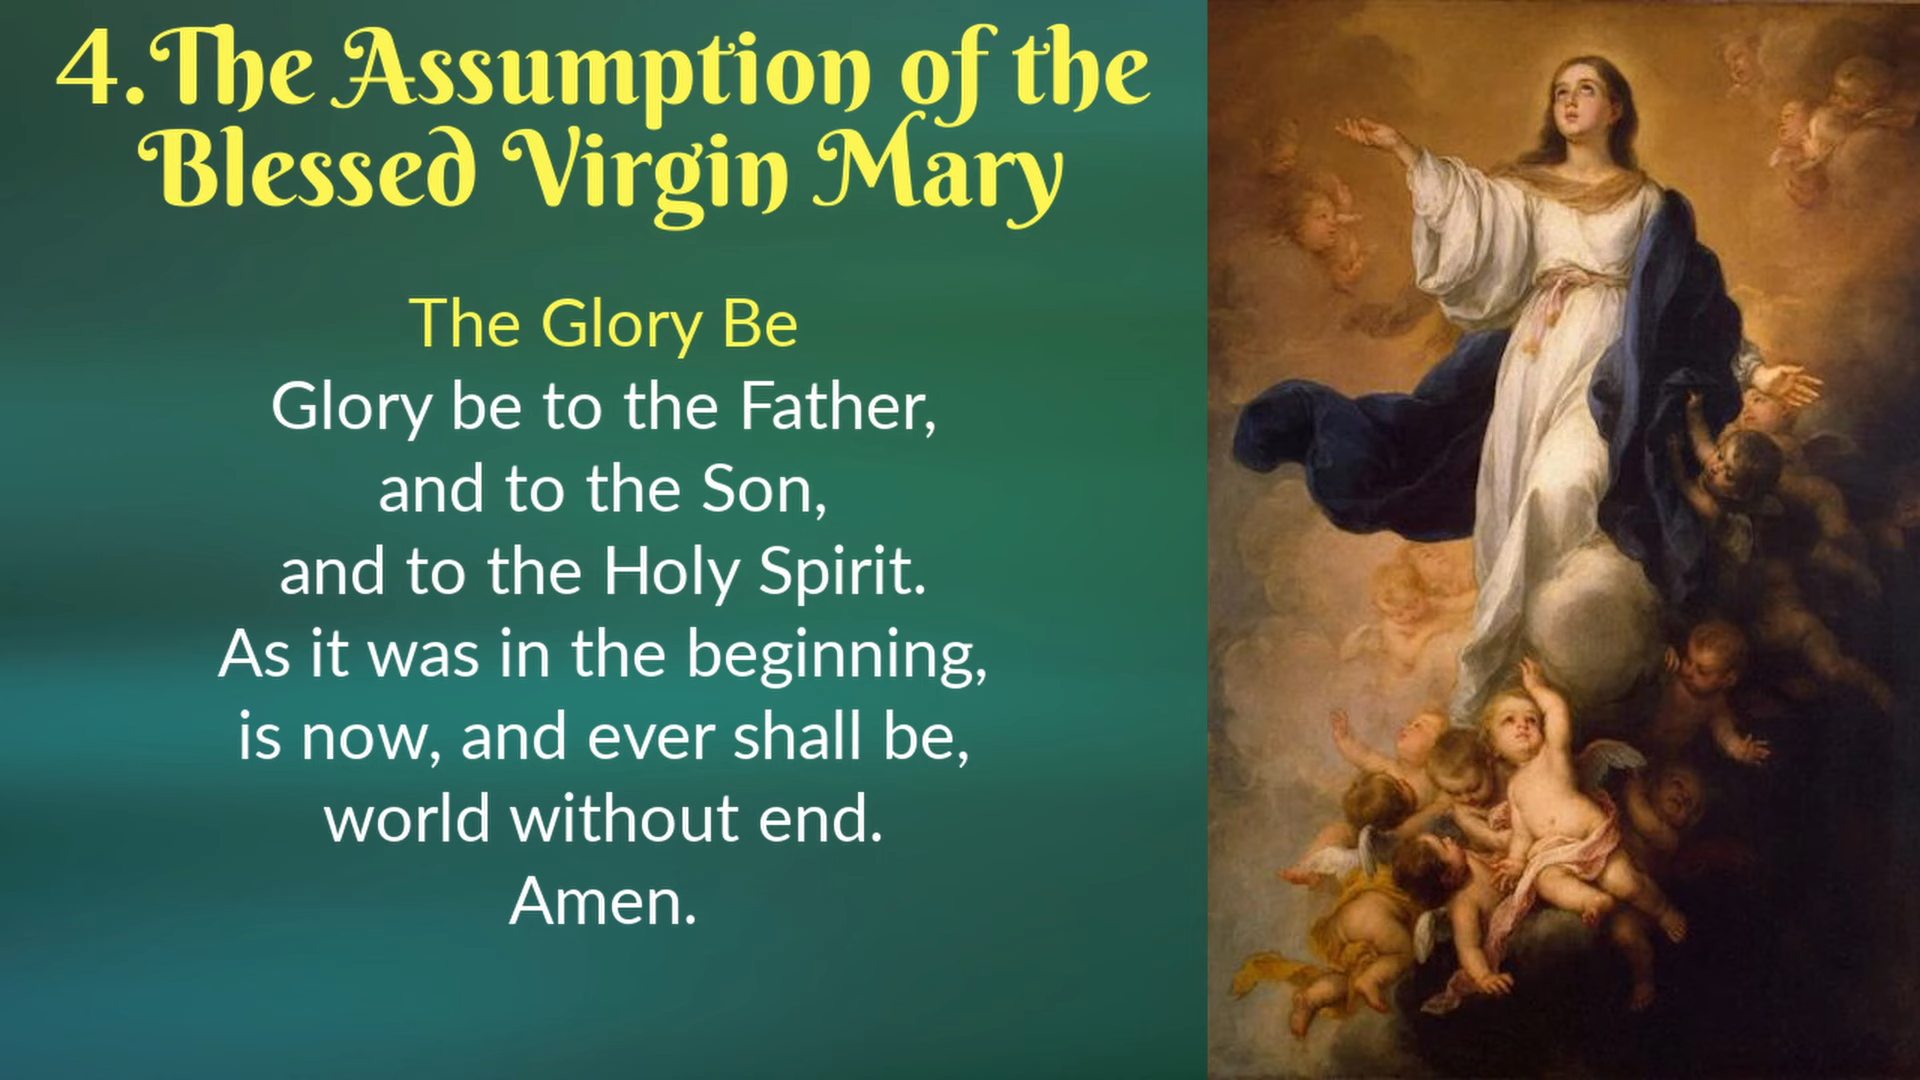 4.The Assumption of the
Blessed Virgin Mary
The Glory Be
Glory be to the Father,
and to the Son,
and to the Holy Spirit.
As it was in the beginning,
is now, and ever shall be,
world without end.
Amen.